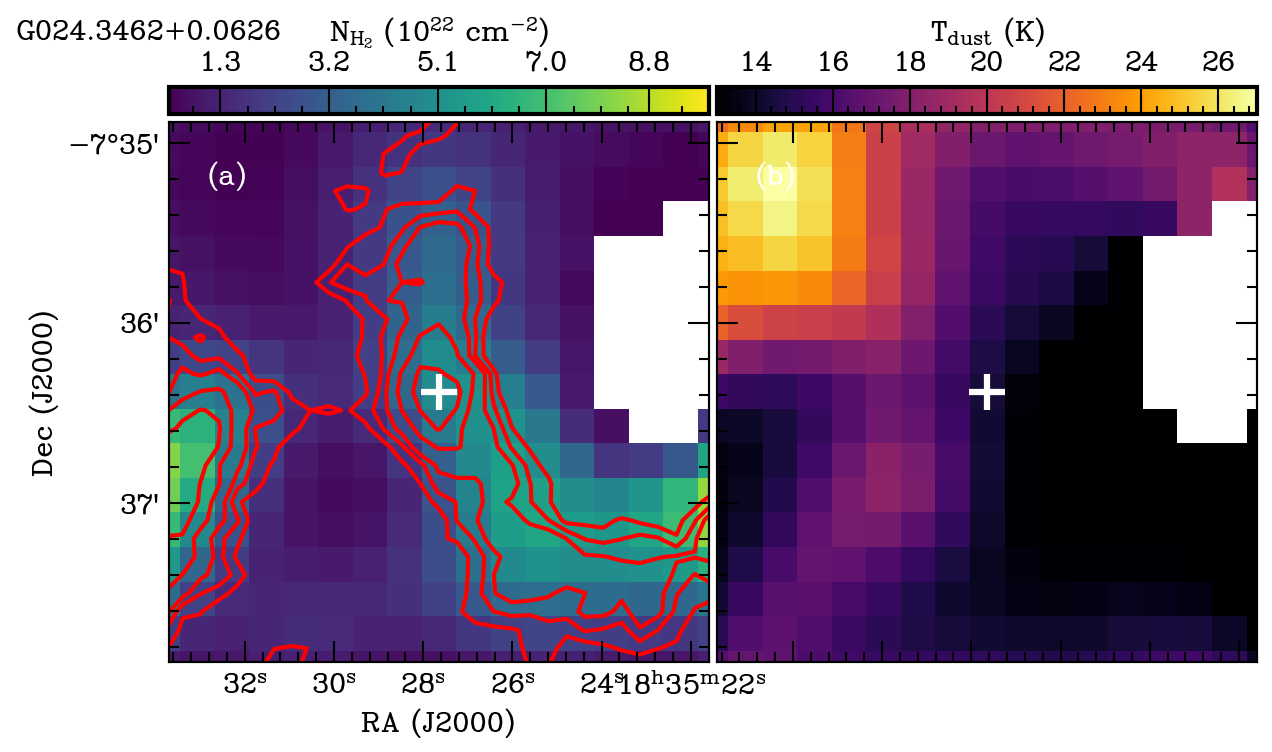 G024.3462+0.0626 N_H₂ (10²² cm⁻²) T_dust (K)
1.3 3.2 5.1 7.0 8.8 14 16 18 20 22 24 26
(a) (b)
−7°35'
36'
37'
Dec (J2000)
32ˢ 30ˢ 28ˢ 26ˢ 24ˢ 18ʰ35ᵐ22ˢ
RA (J2000)